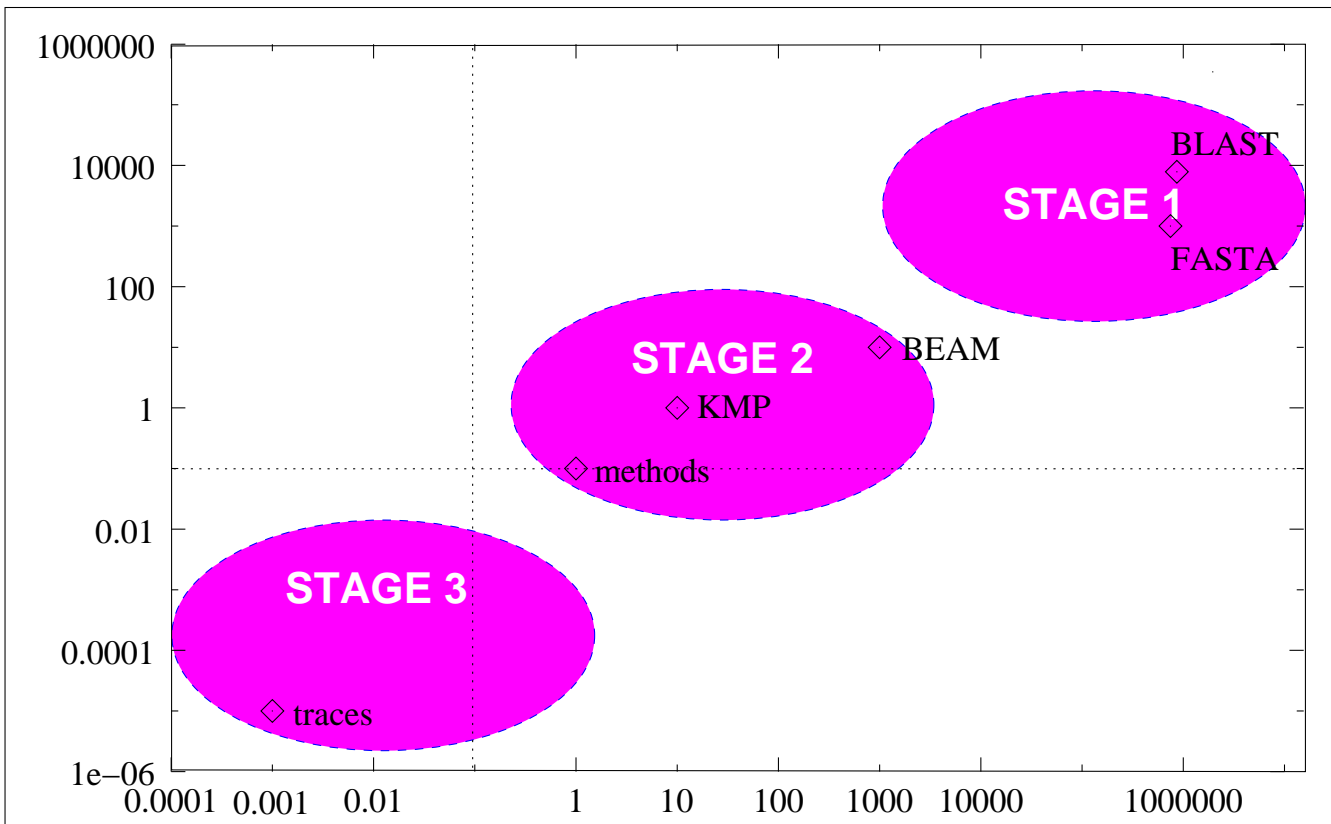 1000000
BLAST
10000
STAGE 1
FASTA
100
STAGE 2
BEAM
1
KMP
methods
0.01
STAGE 3
0.0001
traces
1e−06
0.0001 0.001 0.01 1 10 100 1000 10000 1000000